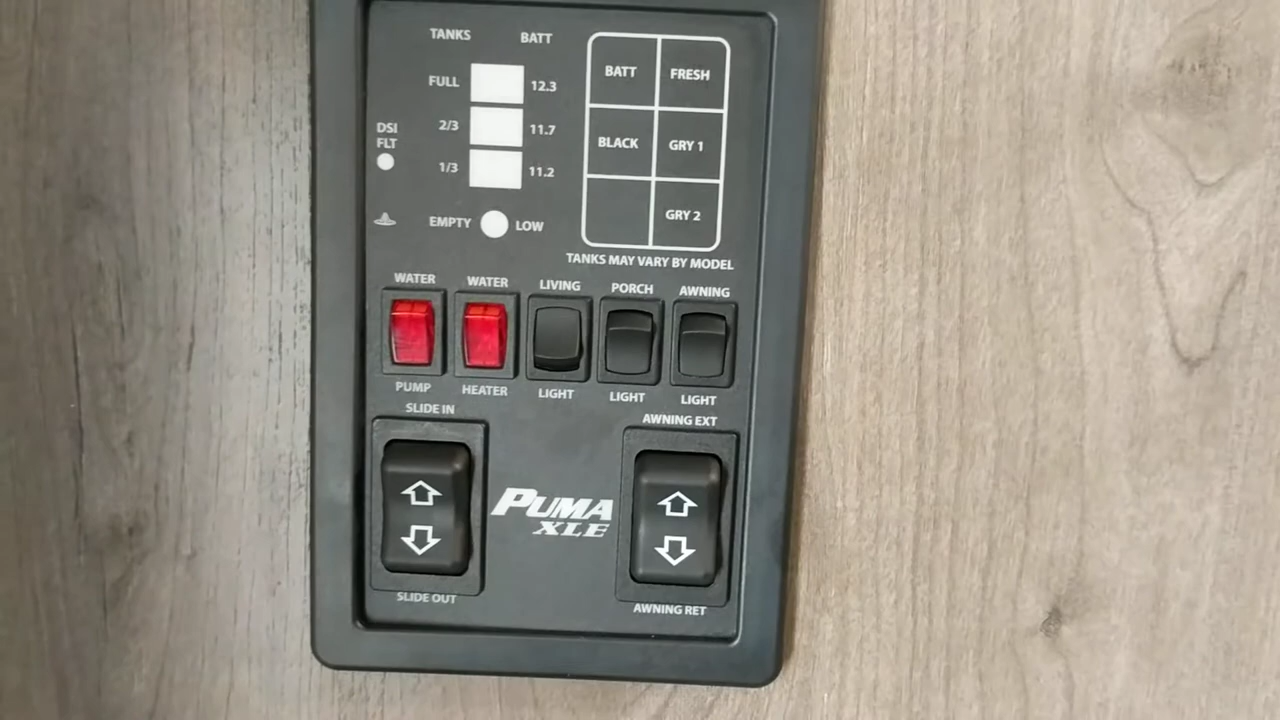 TANKS BATT
FULL 12.3
2/3 11.7
1/3 11.2
EMPTY LOW
DSI
FLT
BATT FRESH
BLACK GRY 1
GRY 2
TANKS MAY VARY BY MODEL
WATER WATER LIVING PORCH AWNING
PUMP HEATER LIGHT LIGHT LIGHT
SLIDE IN AWNING EXT
PUMA
XLE
SLIDE OUT AWNING RET